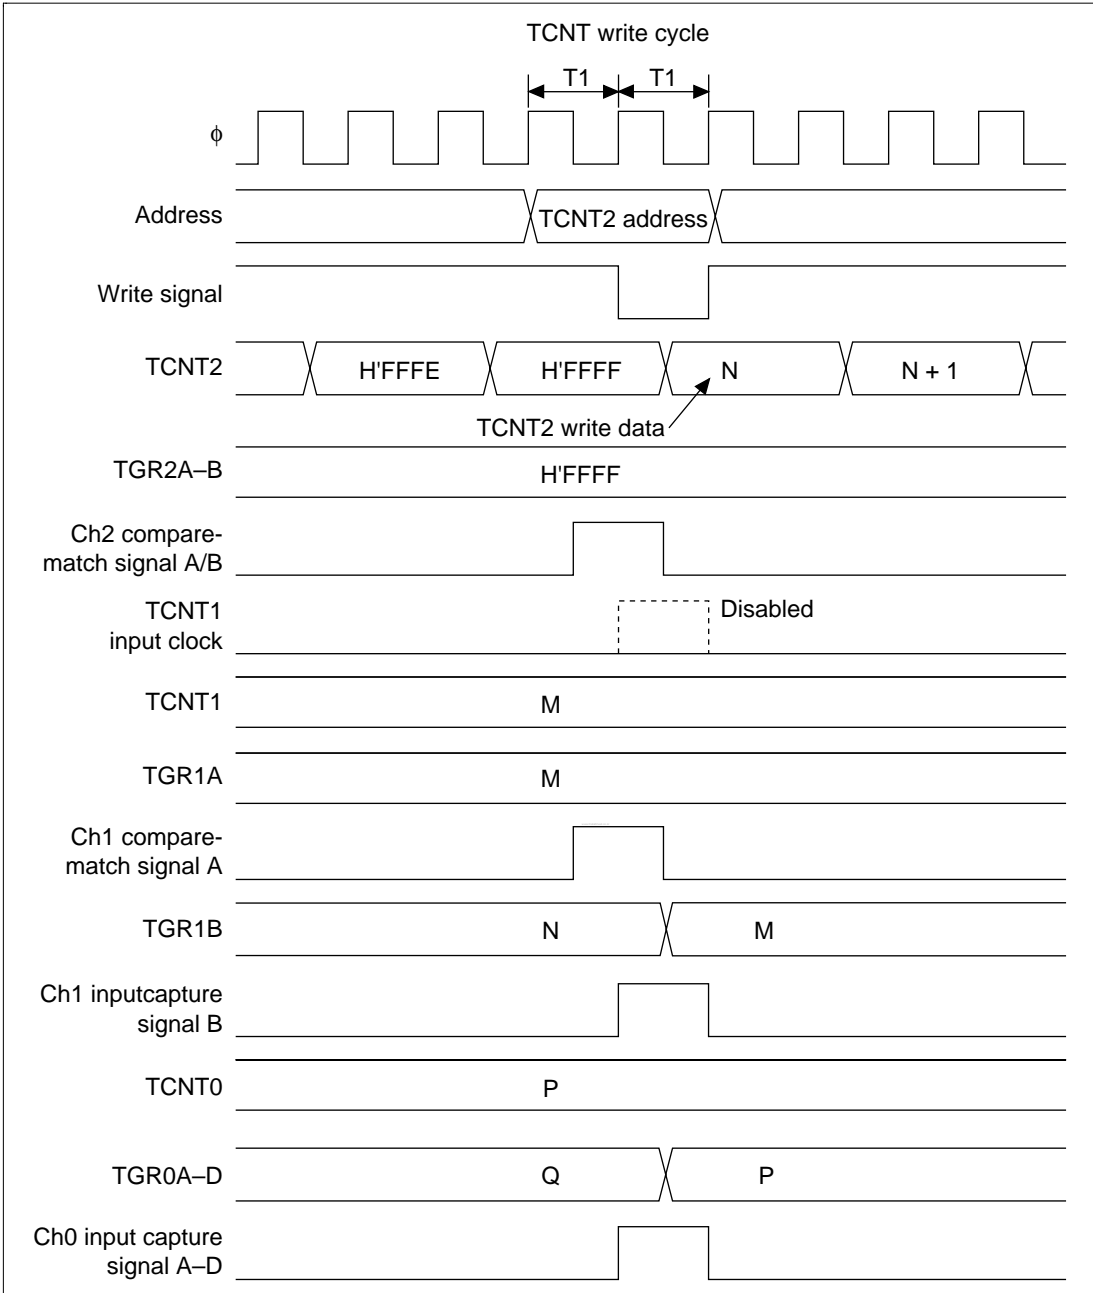 TCNT write cycle
T1 T1
ϕ
Address
TCNT2 address
Write signal
TCNT2
H'FFFE H'FFFF N N + 1
TCNT2 write data
TGR2A–B
H'FFFF
Ch2 compare-
match signal A/B
TCNT1
input clock
Disabled
TCNT1
M
TGR1A
M
Ch1 compare-
match signal A
TGR1B
N M
Ch1 inputcapture
signal B
TCNT0
P
TGR0A–D
Q P
Ch0 input capture
signal A–D